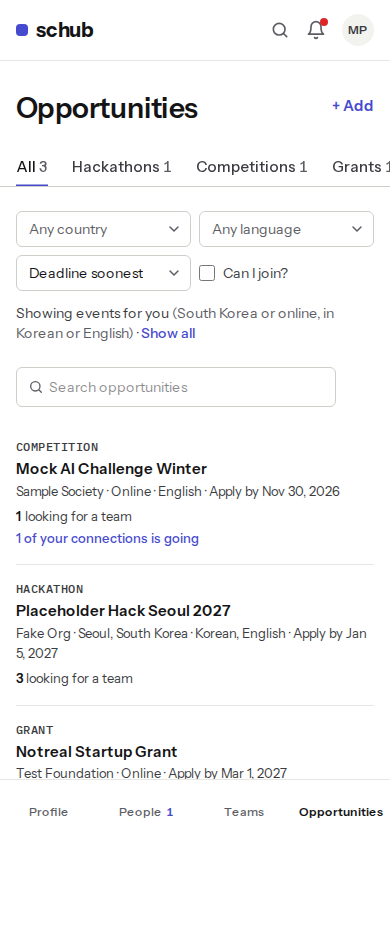 schub
MP
Opportunities
+ Add
All 3 Hackathons 1 Competitions 1 Grants 1
Any country
Any language
Deadline soonest
Can I join?
Showing events for you (South Korea or online, in
Korean or English) · Show all
Search opportunities
COMPETITION
Mock AI Challenge Winter
Sample Society · Online · English · Apply by Nov 30, 2026
1 looking for a team
1 of your connections is going
HACKATHON
Placeholder Hack Seoul 2027
Fake Org · Seoul, South Korea · Korean, English · Apply by Jan
5, 2027
3 looking for a team
GRANT
Notreal Startup Grant
Test Foundation · Online · Apply by Mar 1, 2027
Profile
People 1
Teams
Opportunities